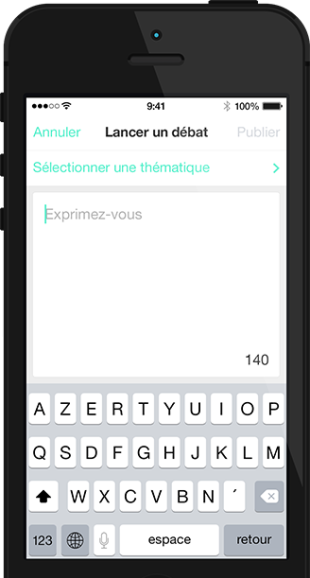 9:41 100%
Annuler Lancer un débat Publier
Sélectionner une thématique
Exprimez-vous
140
A Z E R T Y U I O P
Q S D F G H J K L M
W X C V B N ´
123 espace retour